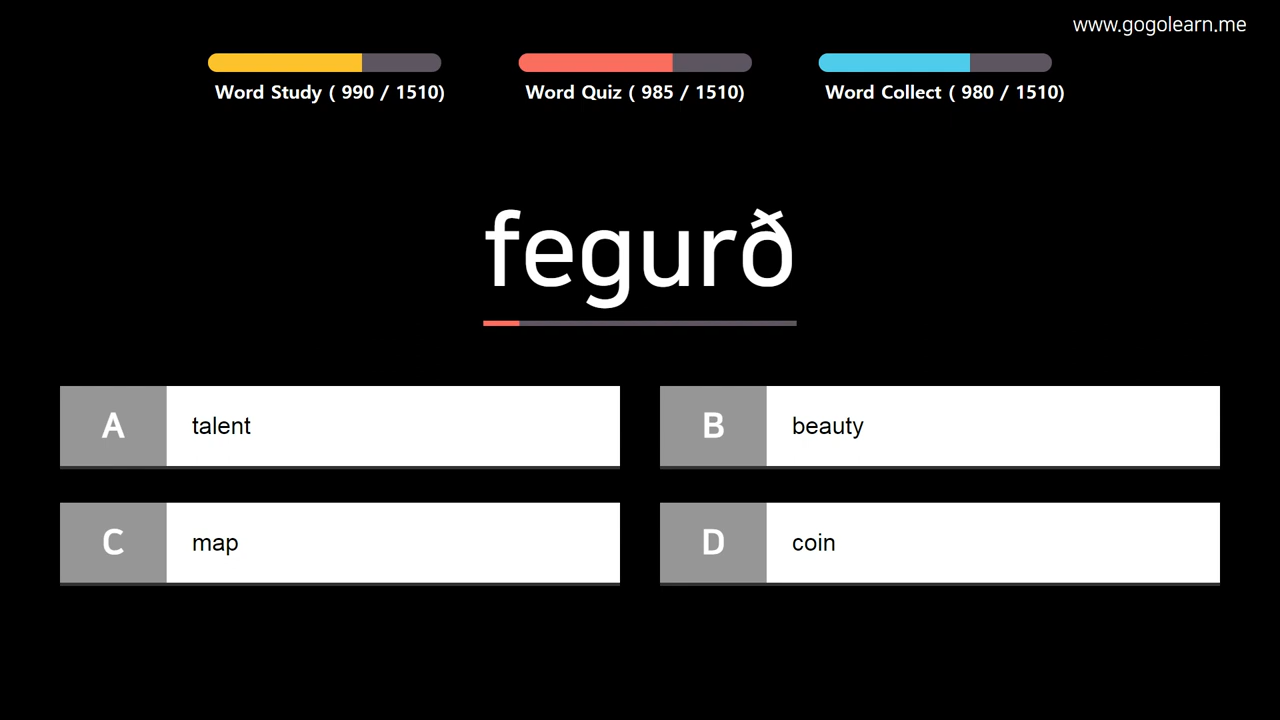 www.gogolearn.me
Word Study ( 990 / 1510)
Word Quiz ( 985 / 1510)
Word Collect ( 980 / 1510)
fegurð
A talent
B beauty
C map
D coin